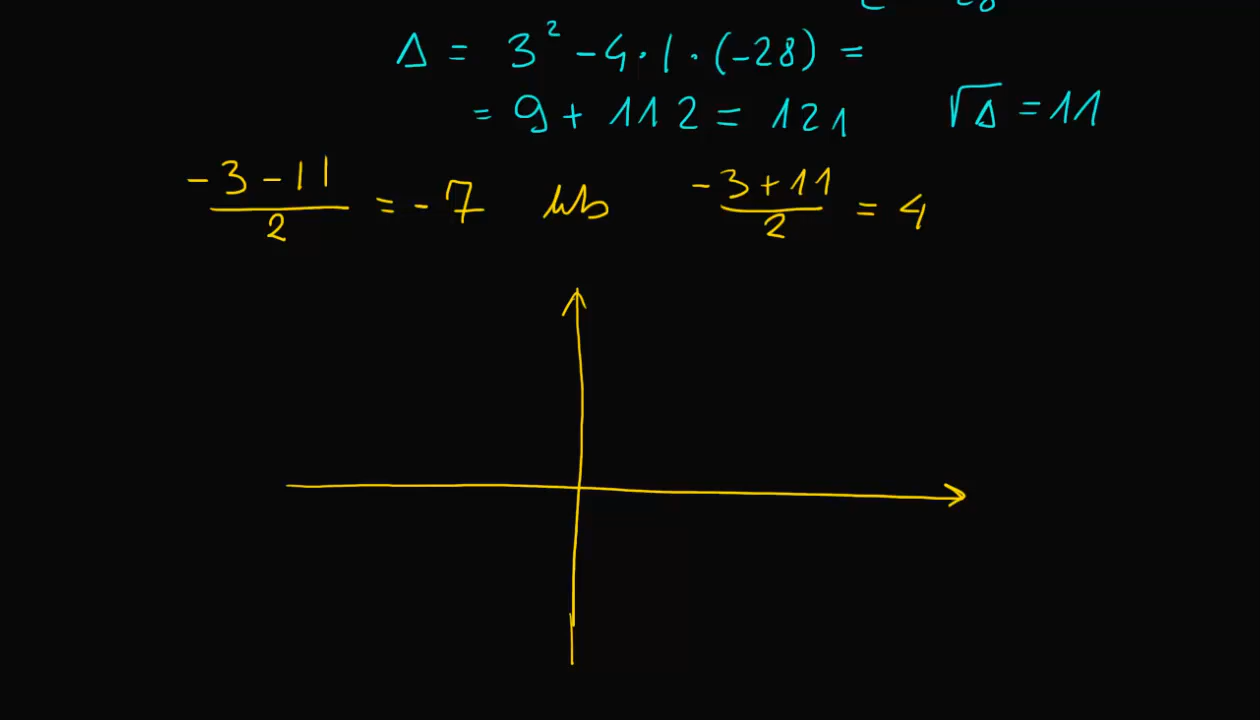 Δ = 3² - 4 · 1 · (-28) =
= 9 + 112 = 121 √Δ = 11
(-3 - 11)/2 = -7 lub (-3 + 11)/2 = 4